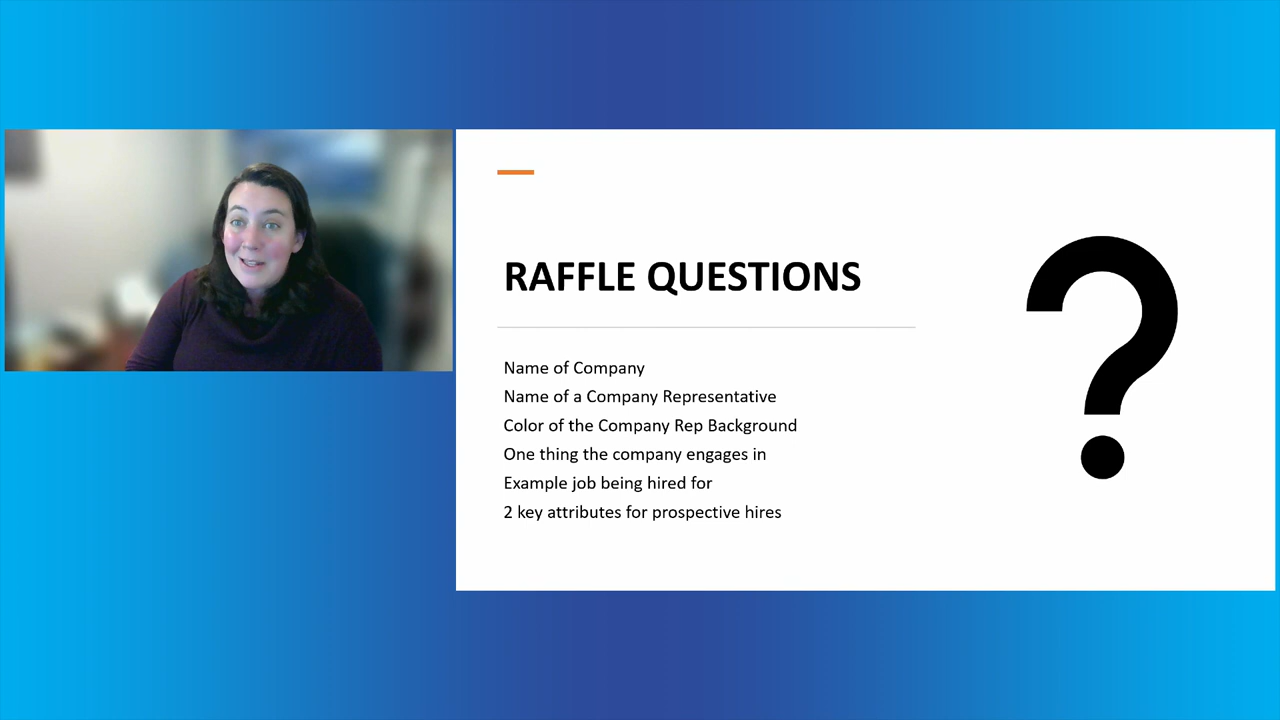 RAFFLE QUESTIONS
?
Name of Company
Name of a Company Representative
Color of the Company Rep Background
One thing the company engages in
Example job being hired for
2 key attributes for prospective hires